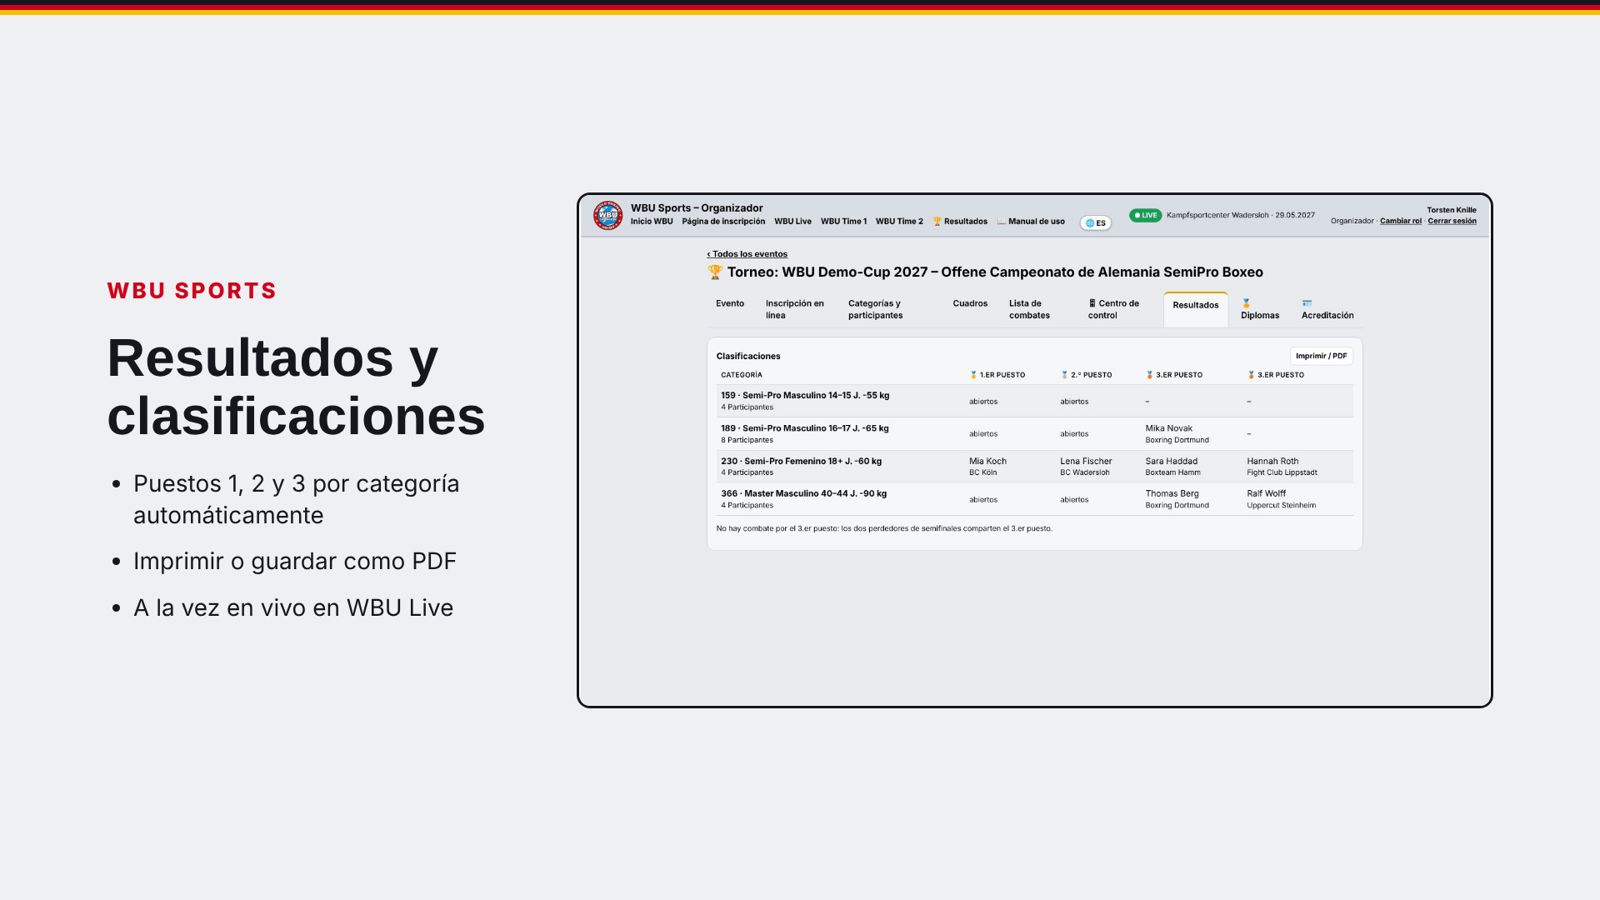 WBU SPORTS
Resultados y
clasificaciones
• Puestos 1, 2 y 3 por categoría
automáticamente
• Imprimir o guardar como PDF
• A la vez en vivo en WBU Live
WBU Sports – Organizador
Inicio WBU Página de inscripción WBU Live WBU Time 1 WBU Time 2 🏆 Resultados 📖 Manual de uso 🌐 ES
LIVE Kampfsportcenter Wadersloh · 29.05.2027
Torsten Knille
Organizador · Cambiar rol · Cerrar sesión
‹ Todos los eventos
🏆 Torneo: WBU Demo-Cup 2027 – Offene Campeonato de Alemania SemiPro Boxeo
Evento
Inscripción en
línea
Categorías y
participantes
Cuadros
Lista de
combates
Centro de
control
Resultados
Diplomas
Acreditación
Clasificaciones
Imprimir / PDF
CATEGORÍA 🥇 1.ER PUESTO 🥈 2.º PUESTO 🥉 3.ER PUESTO 🥉 3.ER PUESTO
159 · Semi-Pro Masculino 14–15 J. -55 kg
4 Participantes
abiertos abiertos – –
189 · Semi-Pro Masculino 16–17 J. -65 kg
8 Participantes
abiertos abiertos
Mika Novak
Boxring Dortmund
–
230 · Semi-Pro Femenino 18+ J. -60 kg
4 Participantes
Mia Koch
BC Köln
Lena Fischer
BC Wadersloh
Sara Haddad
Boxteam Hamm
Hannah Roth
Fight Club Lippstadt
366 · Master Masculino 40–44 J. -90 kg
4 Participantes
abiertos abiertos
Thomas Berg
Boxring Dortmund
Ralf Wolff
Uppercut Steinheim
No hay combate por el 3.er puesto: los dos perdedores de semifinales comparten el 3.er puesto.